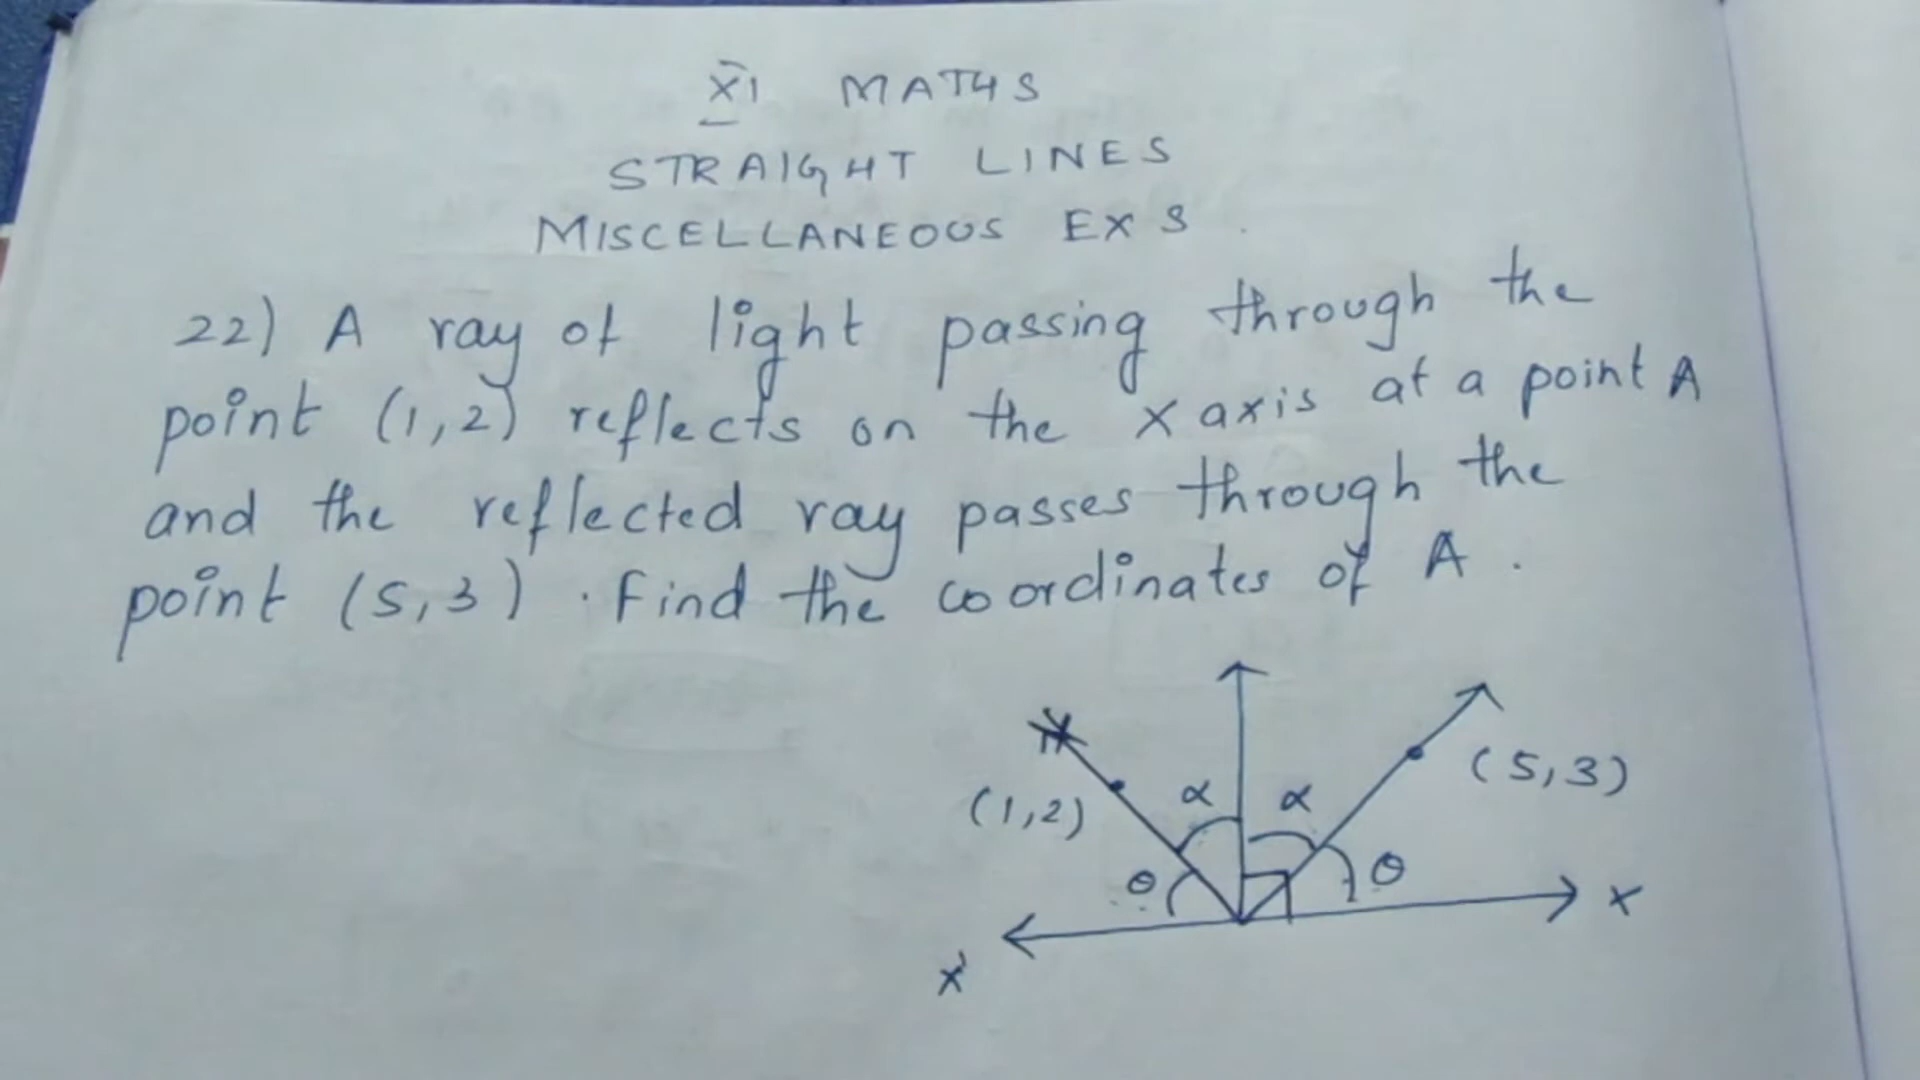 XI MATHS
STRAIGHT LINES
MISCELLANEOUS EXS.
22) A ray of light passing through the
point (1,2) reflects on the X axis at a point A
and the reflected ray passes through the
point (5,3). Find the coordinates of A.
(1,2) α α (5,3)
θ θ
X' X